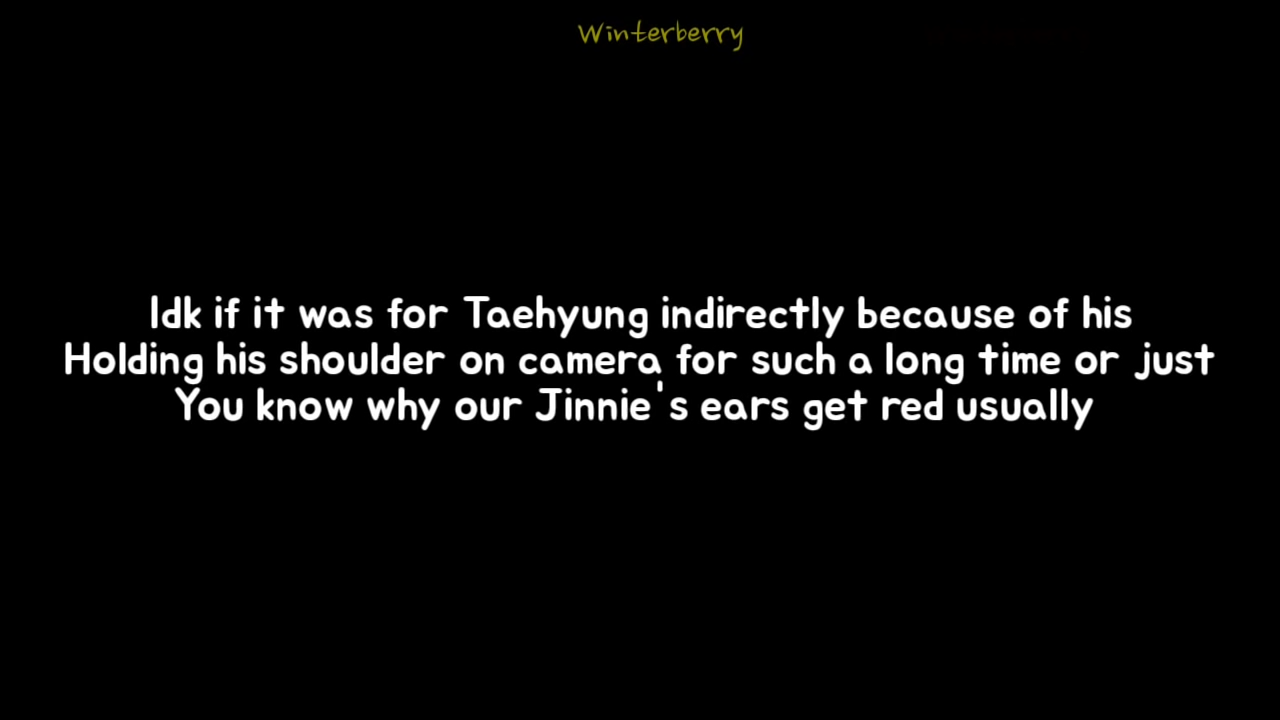 Winterberry
Idk if it was for Taehyung indirectly because of his
Holding his shoulder on camera for such a long time or just
You know why our Jinnie's ears get red usually